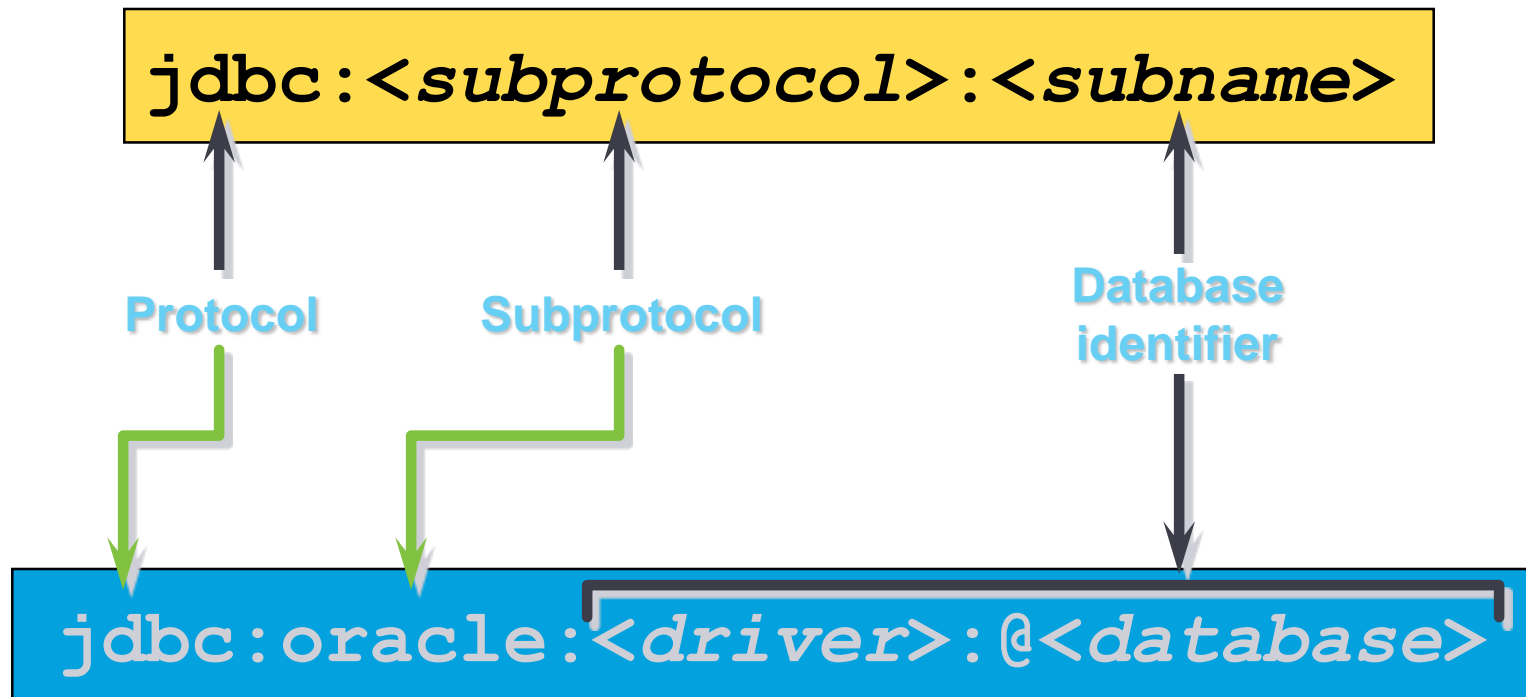 jdbc:<subprotocol>:<subname>
Protocol
Subprotocol
Database
identifier
jdbc:oracle:<driver>:@<database>